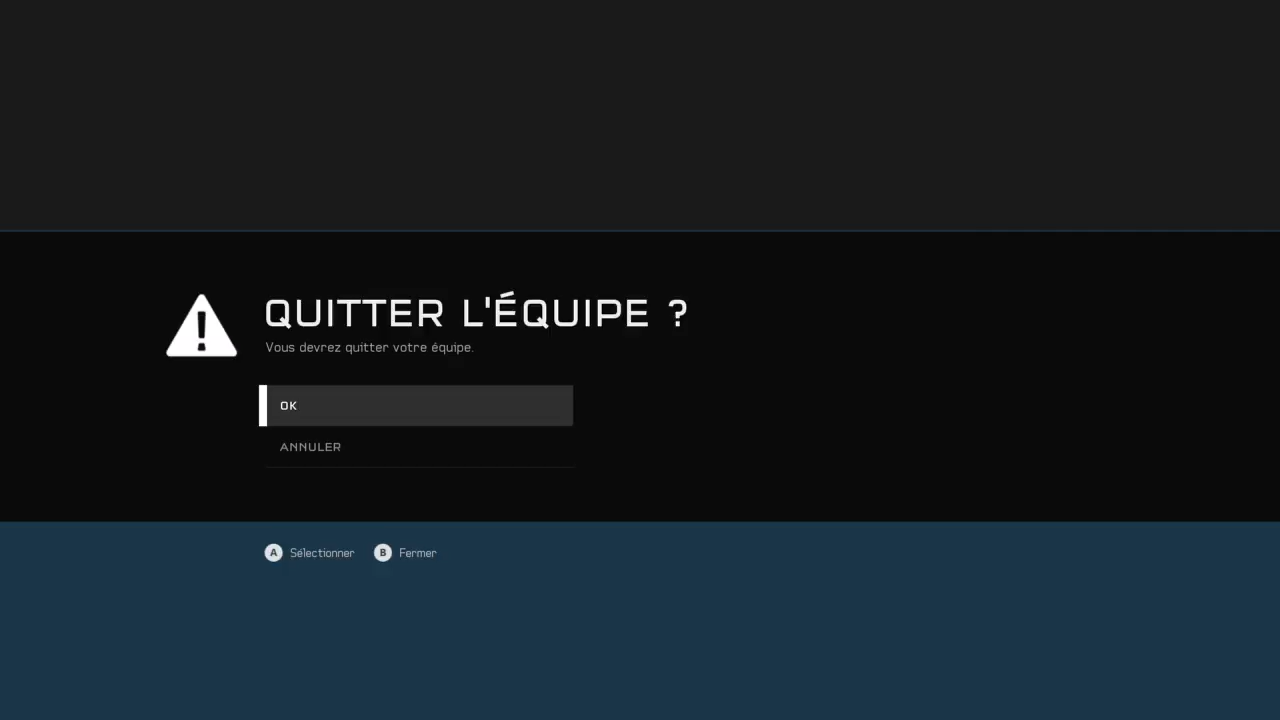 QUITTER L'ÉQUIPE ?
Vous devrez quitter votre équipe.
OK
ANNULER
A Sélectionner B Fermer